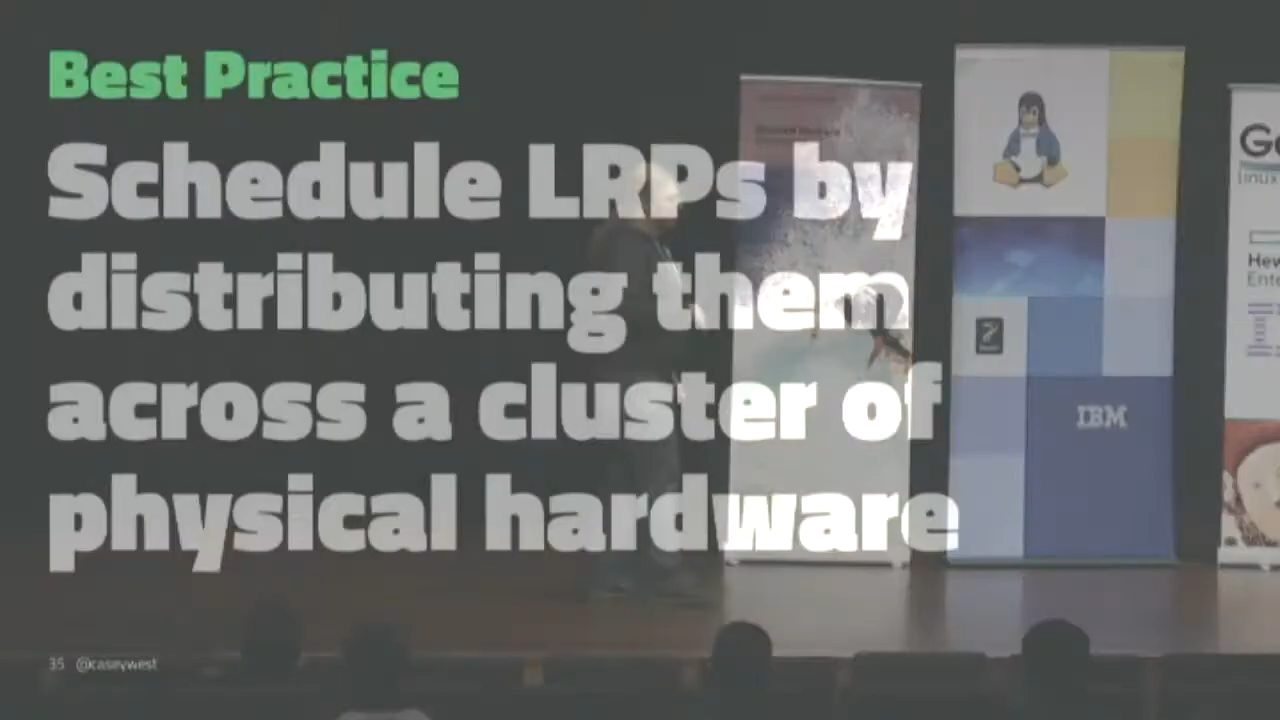 Best Practice
Schedule LRPs by
distributing them
across a cluster of
physical hardware
35 @caseywest
IBM